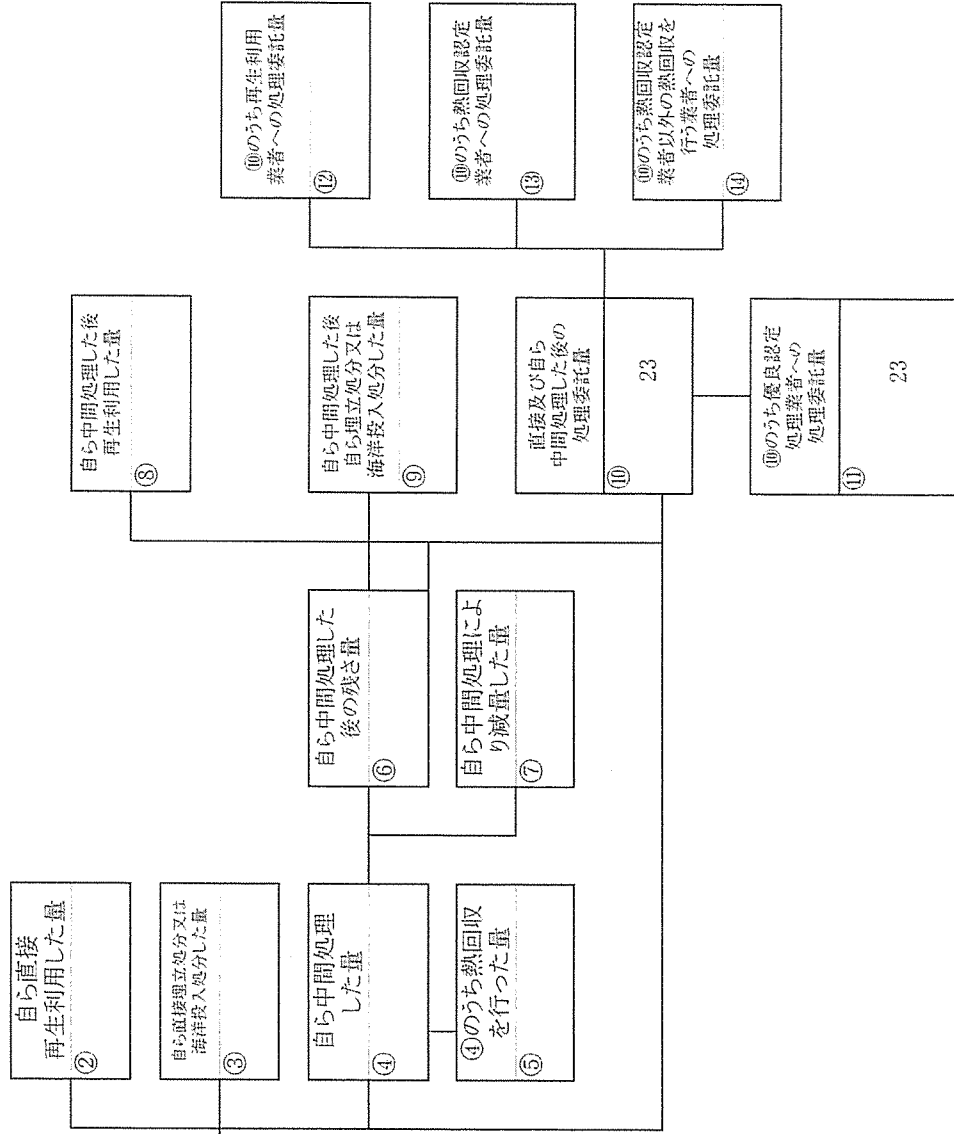 自ら直接
再生利用した量
②
自ら直接埋立処分又は
海洋投入処分した量
③
自ら中間処理
した量
④
④のうち熱回収
を行った量
⑤
自ら中間処理した
後の残さ量
⑥
自ら中間処理によ
り減量した量
⑦
自ら中間処理した後
再生利用した量
⑧
自ら中間処理した後
自ら埋立処分又は
海洋投入処分した量
⑨
直接及び自ら
中間処理した後の
処理委託量
⑩
23
⑩のうち優良認定
処理業者への
処理委託量
⑪
23
⑩のうち再生利用
業者への処理委託量
⑫
⑩のうち熱回収認定
業者への処理委託量
⑬
⑩のうち熱回収認定
業者以外の熱回収を
行う業者への
処理委託量
⑭